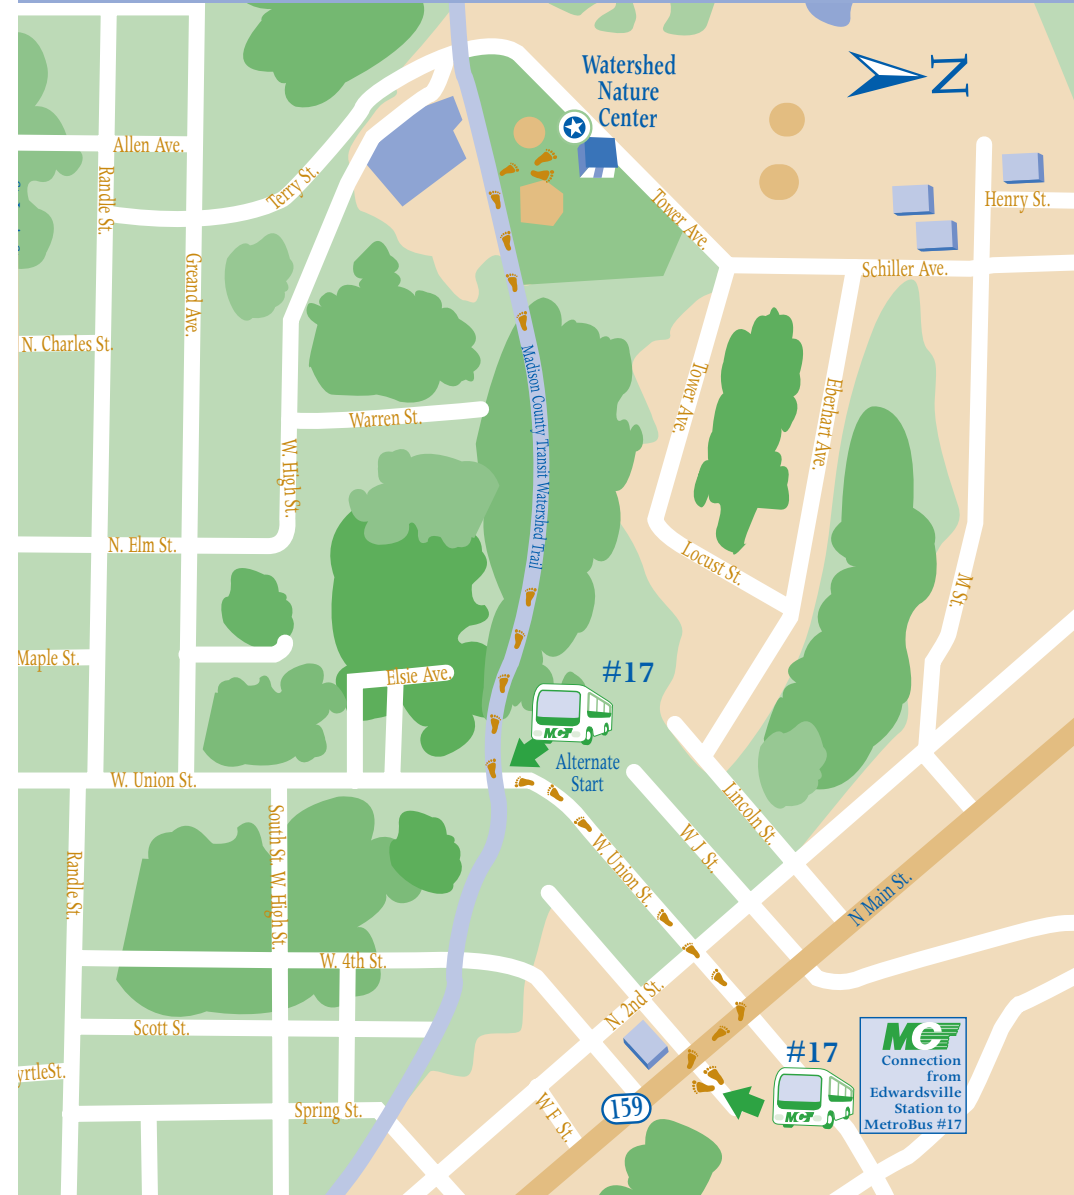 Watershed
Nature
Center
N
Allen Ave.
Randle St.
Terry St.
Tower Ave.
Henry St.
Schiller Ave.
Greand Ave.
N. Charles St.
Madison County Transit Watershed Trail
Tower Ave.
Eberhart Ave.
Warren St.
W. High St.
N. Elm St.
Locust St.
M St.
Maple St.
Elsie Ave.
#17
MCT
Alternate
Start
W. Union St.
Lincoln St.
South St. W. High St.
W J. St.
Randle St.
W. Union St.
N Main St.
W. 4th St.
N. 2nd St.
Scott St.
yrtleSt.
Spring St.
W F St.
159
#17
MCT
MCT
Connection
from
Edwardsville
Station to
MetroBus #17